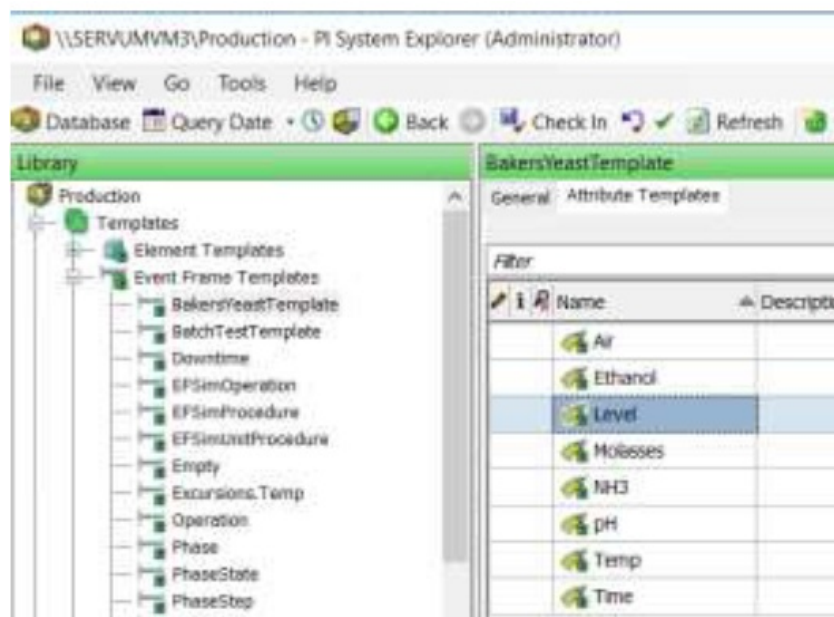 \\SERVUMVM3\Production - PI System Explorer (Administrator)
File View Go Tools Help
Database Query Date Back Check In Refresh
Library
Production
Templates
Element Templates
Event Frame Templates
BakersYeastTemplate
BatchTestTemplate
Downtime
EFSimOperation
EFSimProcedure
EFSimUnitProcedure
Empty
Excursions.Temp
Operation
Phase
PhaseState
PhaseStep
BakersYeastTemplate
General Attribute Templates
Filter
Name Descripti
Air
Ethanol
Level
Molasses
NH3
pH
Temp
Time